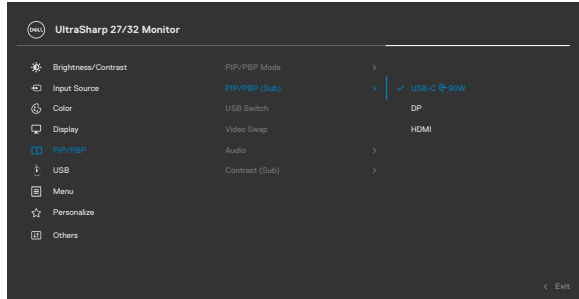 DELL
UltraSharp 27/32 Monitor
Brightness/Contrast
Input Source
Color
Display
PIP/PBP
USB
Menu
Personalize
Others
PIP/PBP Mode
PIP/PBP (Sub)
USB Switch
Video Swap
Audio
Contrast (Sub)
USB-C 90W
DP
HDMI
Exit